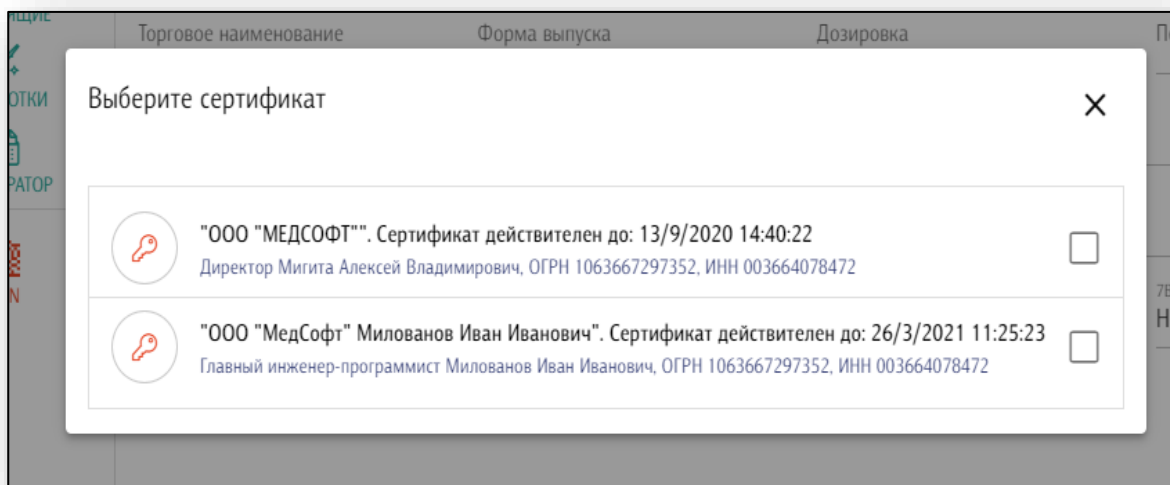 Торговое наименование Форма выпуска Дозировка
Выберите сертификат
"ООО "МЕДСОФТ"". Сертификат действителен до: 13/9/2020 14:40:22
Директор Мигита Алексей Владимирович, ОГРН 1063667297352, ИНН 003664078472
"ООО "МедСофт" Милованов Иван Иванович". Сертификат действителен до: 26/3/2021 11:25:23
Главный инженер-программист Милованов Иван Иванович, ОГРН 1063667297352, ИНН 003664078472